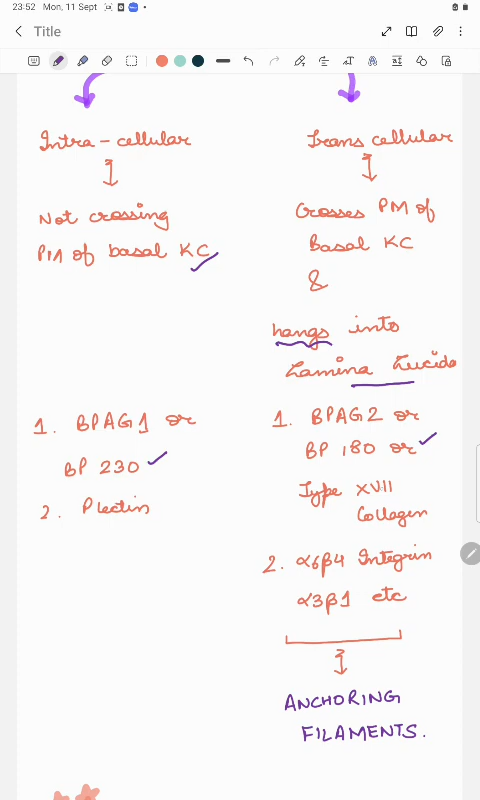 23:52 Mon, 11 Sept
Title
Intra-cellular
Not crossing
PM of basal KC
1. BPAG1 or
BP 230
2. Plectin
Trans cellular
Crosses PM of
Basal KC
&
hangs into
Lamina Lucida
1. BPAG2 or
BP 180 or
Type XVII
Collagen
2. α6β4 Integrin
α3β1 etc
ANCHORING
FILAMENTS.